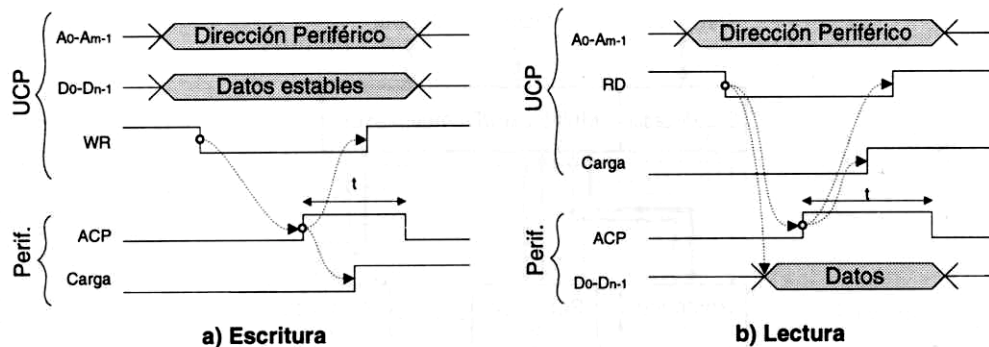 UCP
A0-Am-1
Dirección Periférico
D0-Dn-1
Datos estables
WR
t
Perif.
ACP
Carga
a) Escritura
UCP
A0-Am-1
Dirección Periférico
RD
Carga
t
Perif.
ACP
D0-Dn-1
Datos
b) Lectura